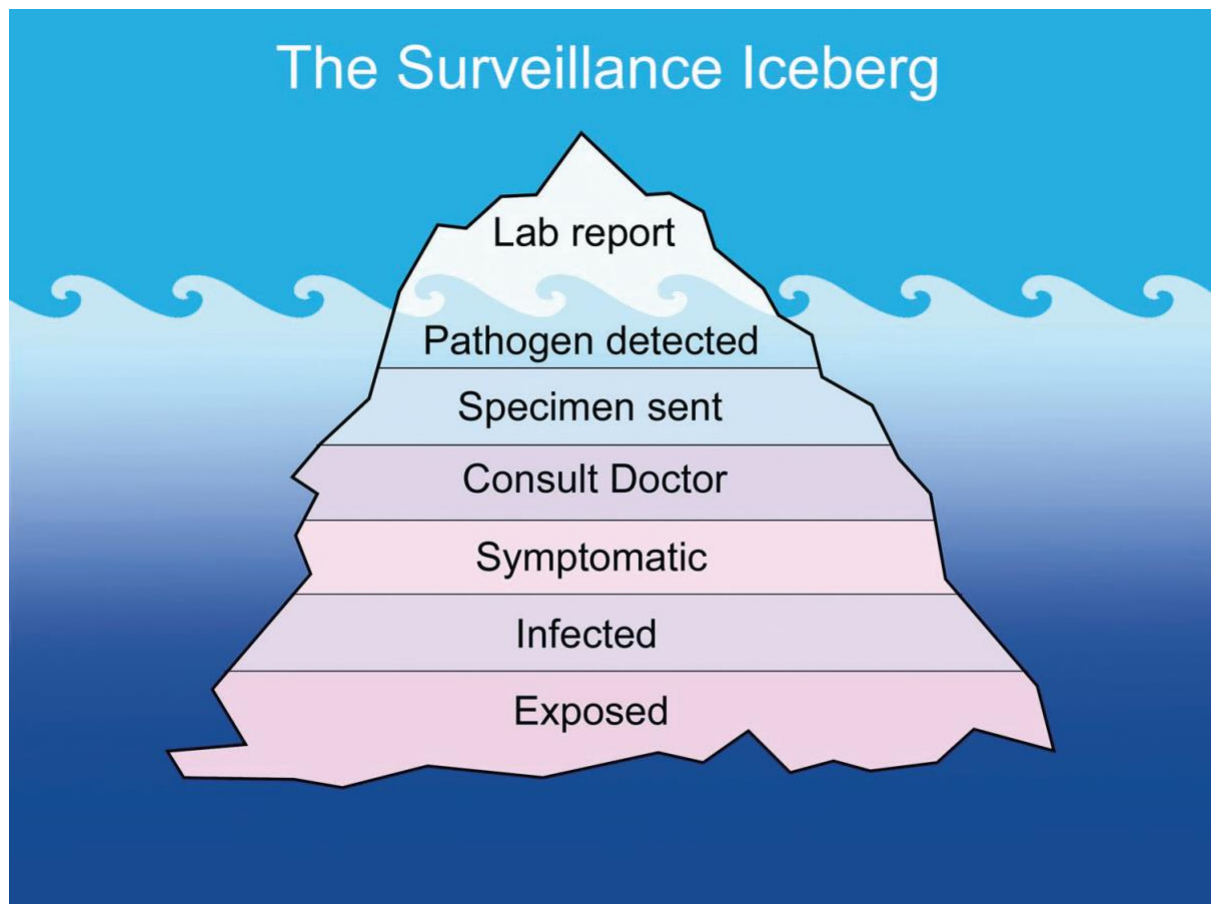 The Surveillance Iceberg
Lab report
Pathogen detected
Specimen sent
Consult Doctor
Symptomatic
Infected
Exposed